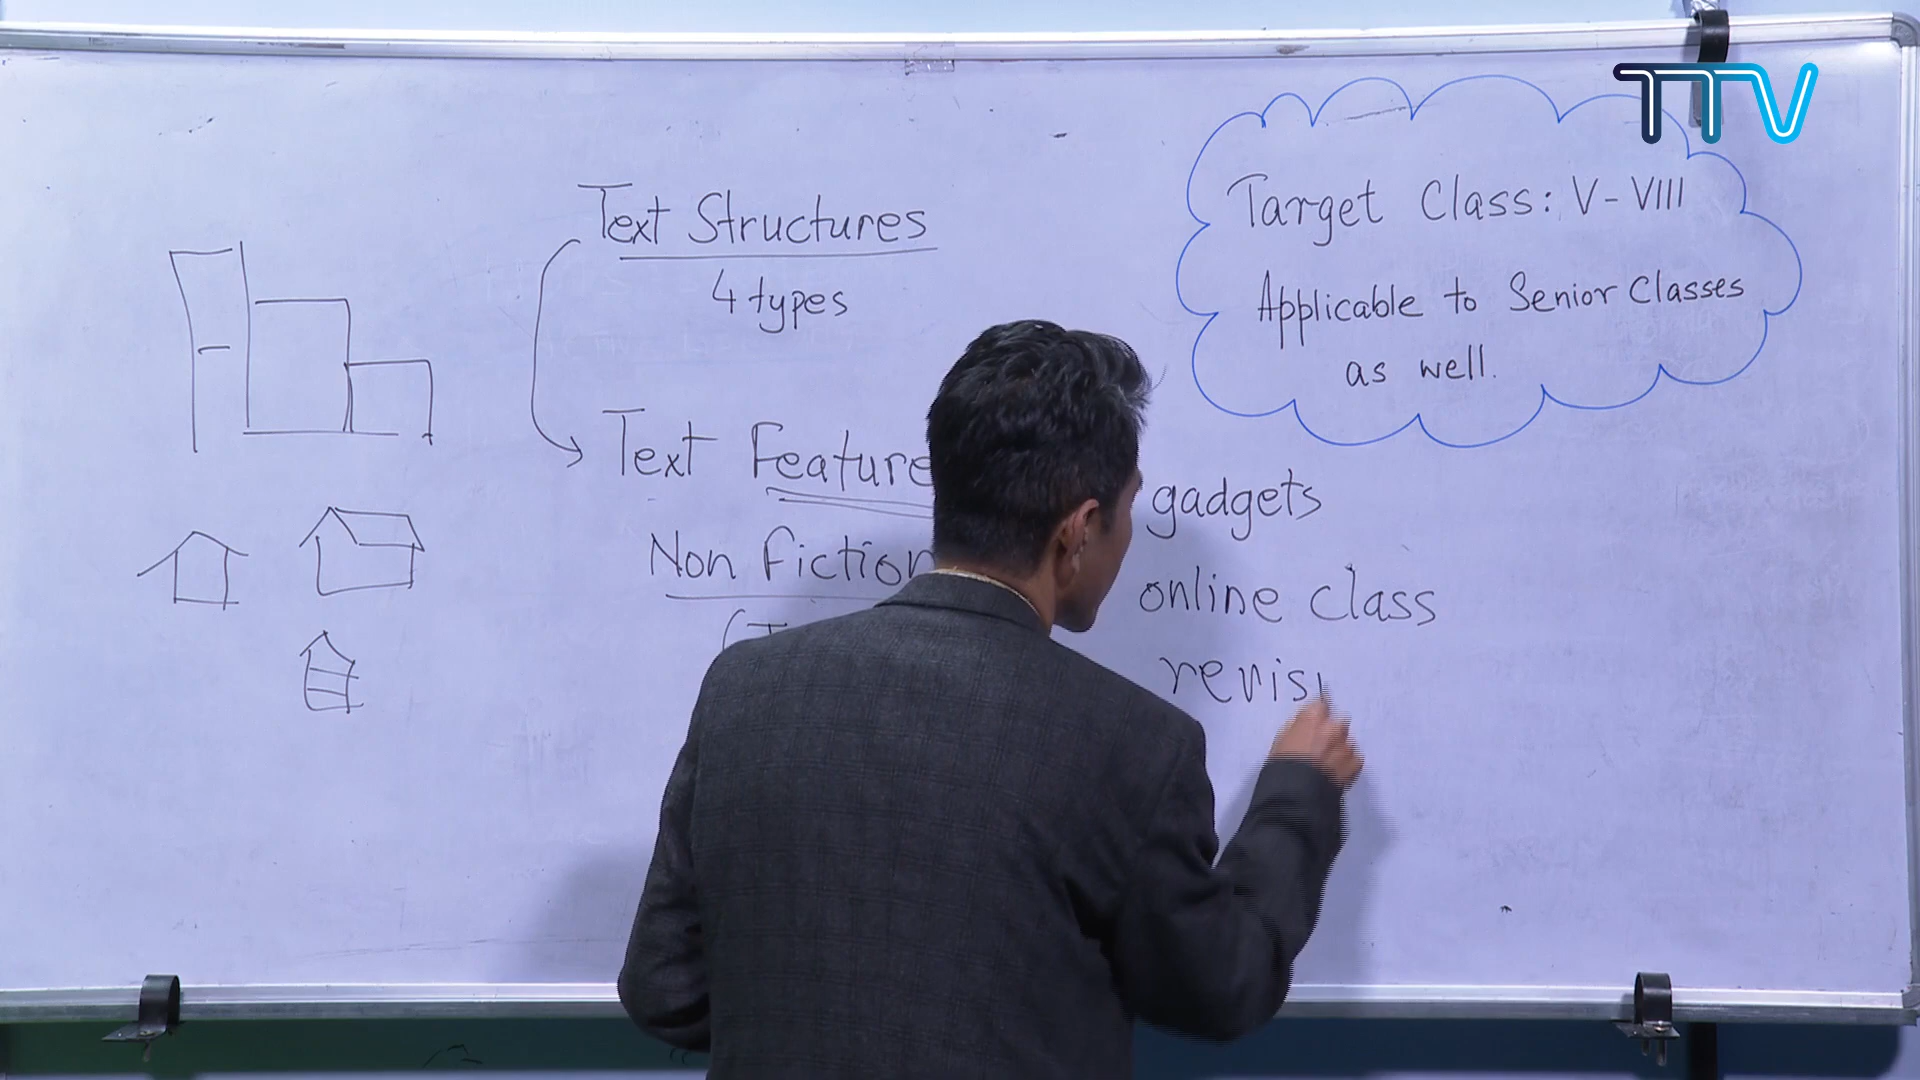 TTV
Text Structures
4 types
Text Feature
Non Fiction
Target Class: V-VIII
Applicable to Senior Classes
as well.
gadgets
online class
revisi